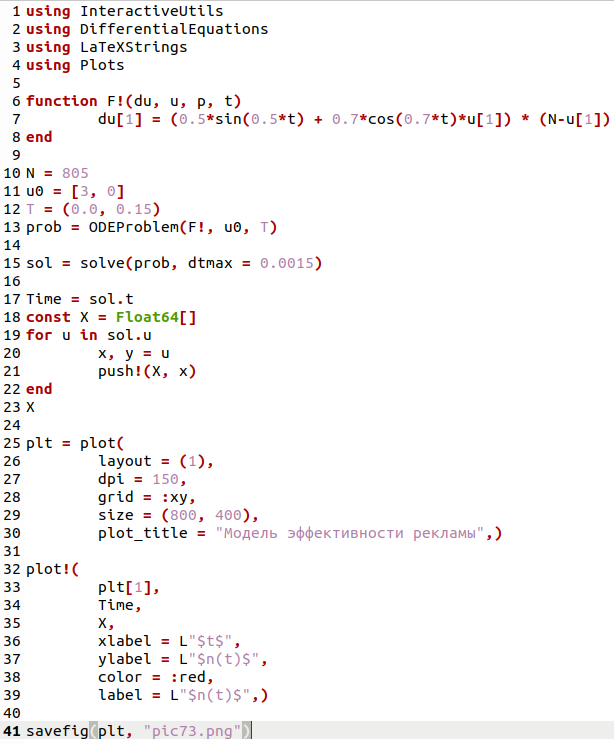 1 using InteractiveUtils
2 using DifferentialEquations
3 using LaTeXStrings
4 using Plots
5
6 function F!(du, u, p, t)
7         du[1] = (0.5*sin(0.5*t) + 0.7*cos(0.7*t)*u[1]) * (N-u[1])
8 end
9
10 N = 805
11 u0 = [3, 0]
12 T = (0.0, 0.15)
13 prob = ODEProblem(F!, u0, T)
14
15 sol = solve(prob, dtmax = 0.0015)
16
17 Time = sol.t
18 const X = Float64[]
19 for u in sol.u
20         x, y = u
21         push!(X, x)
22 end
23 X
24
25 plt = plot(
26         layout = (1),
27         dpi = 150,
28         grid = :xy,
29         size = (800, 400),
30         plot_title = "Модель эффективности рекламы",)
31
32 plot!(
33         plt[1],
34         Time,
35         X,
36         xlabel = L"$t$",
37         ylabel = L"$n(t)$",
38         color = :red,
39         label = L"$n(t)$",)
40
41 savefig(plt, "pic73.png")